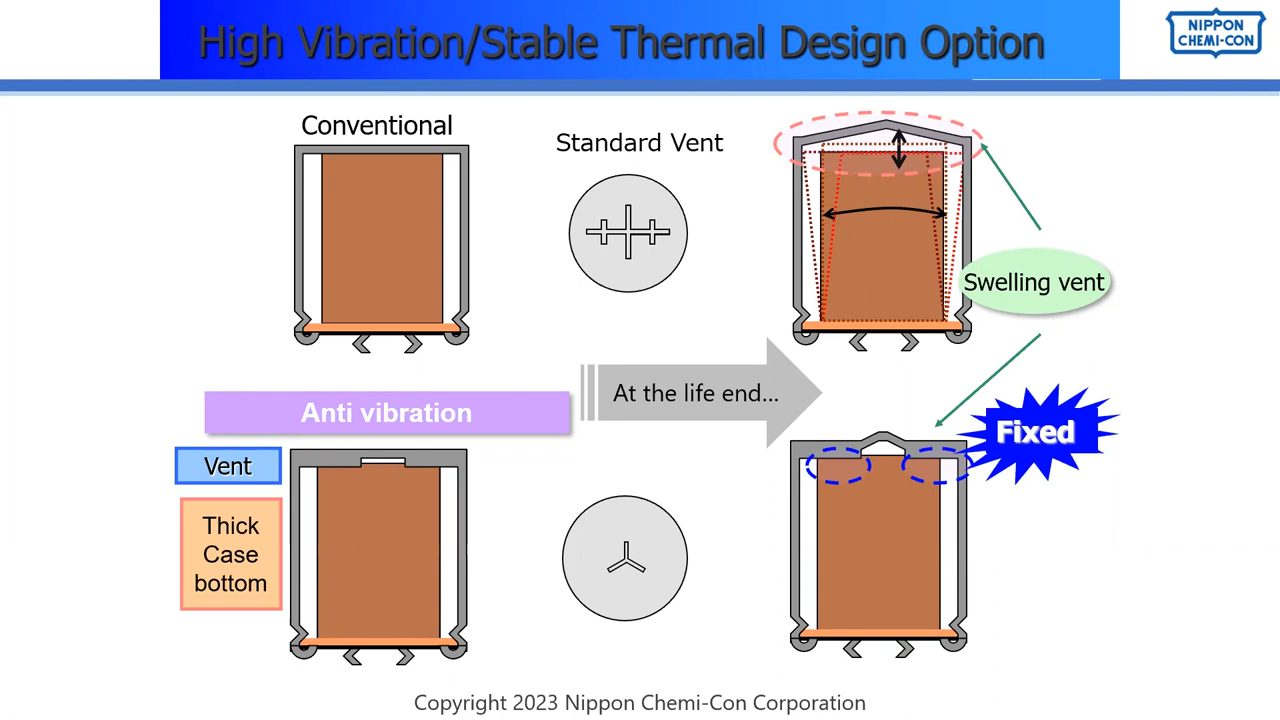 High Vibration/Stable Thermal Design Option
NIPPON
CHEMI-CON
Conventional
Standard Vent
Swelling vent
At the life end...
Anti vibration
Fixed
Vent
Thick
Case
bottom
Copyright 2023 Nippon Chemi-Con Corporation